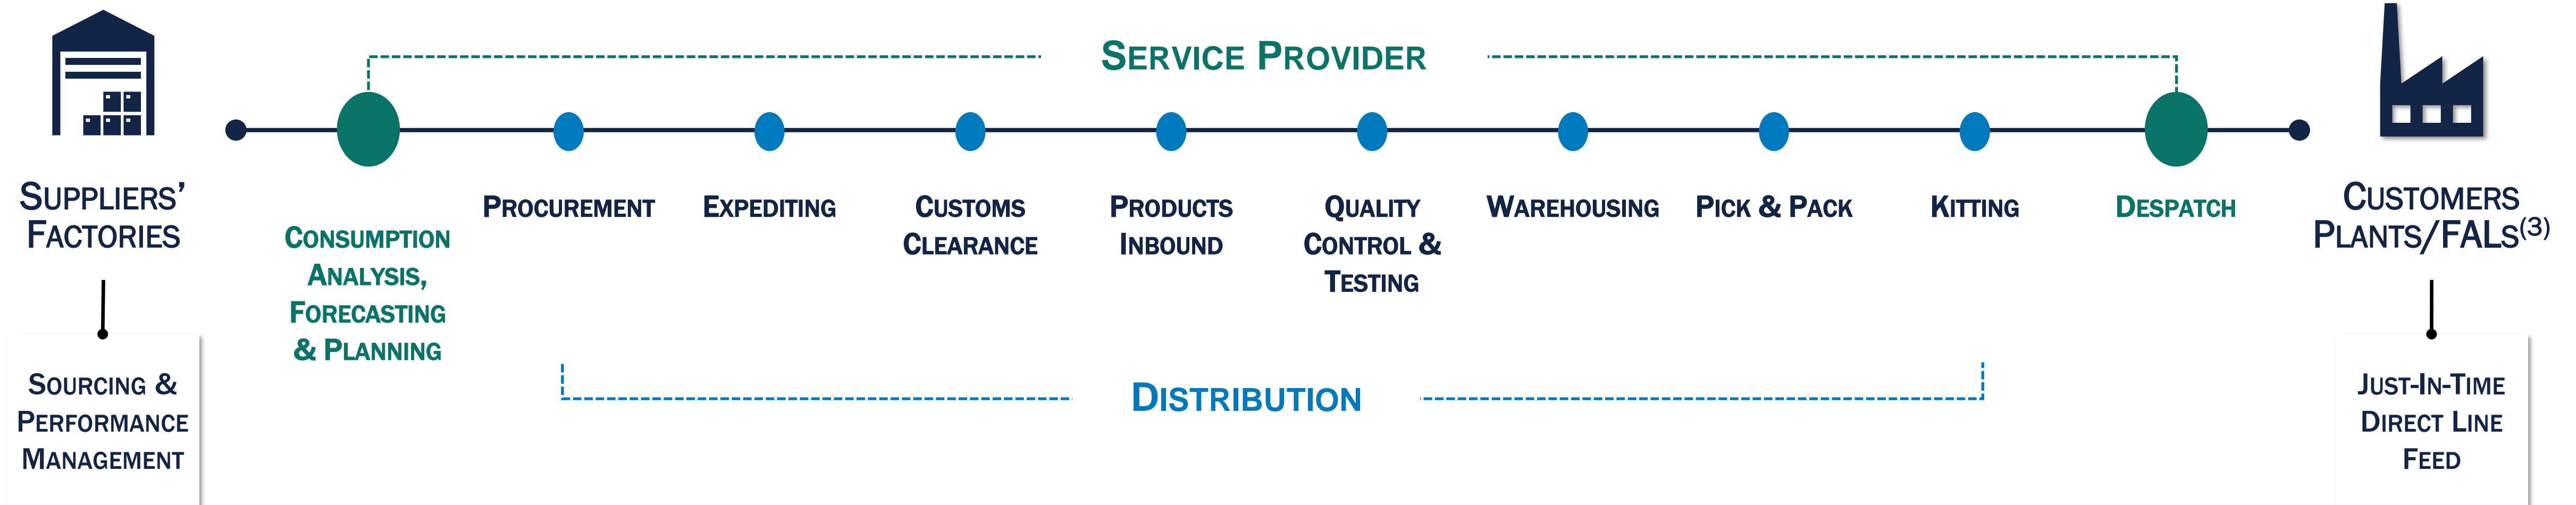 SERVICE PROVIDER
SUPPLIERS'
FACTORIES
CONSUMPTION
ANALYSIS,
FORECASTING
& PLANNING
PROCUREMENT
EXPEDITING
CUSTOMS
CLEARANCE
PRODUCTS
INBOUND
QUALITY
CONTROL &
TESTING
WAREHOUSING
PICK & PACK
KITTING
DESPATCH
CUSTOMERS
PLANTS/FALS(3)
SOURCING &
PERFORMANCE
MANAGEMENT
DISTRIBUTION
JUST-IN-TIME
DIRECT LINE
FEED